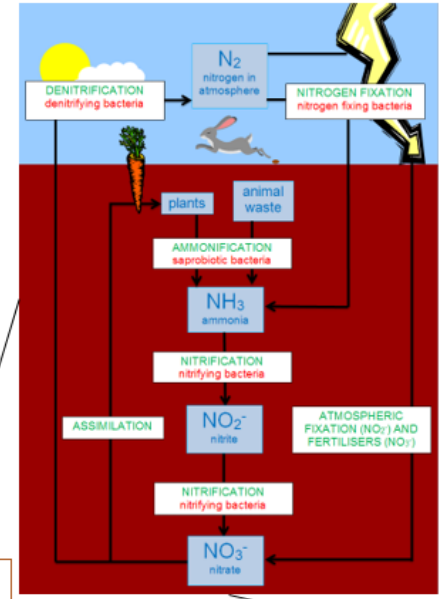 N₂
nitrogen in
atmosphere
DENITRIFICATION
denitrifying bacteria
NITROGEN FIXATION
nitrogen fixing bacteria
plants
animal
waste
AMMONIFICATION
saprobiotic bacteria
NH₃
ammonia
NITRIFICATION
nitrifying bacteria
NO₂⁻
nitrite
ASSIMILATION
ATMOSPHERIC
FIXATION (NO₃⁻) AND
FERTILISERS (NO₃⁻)
NITRIFICATION
nitrifying bacteria
NO₃⁻
nitrate